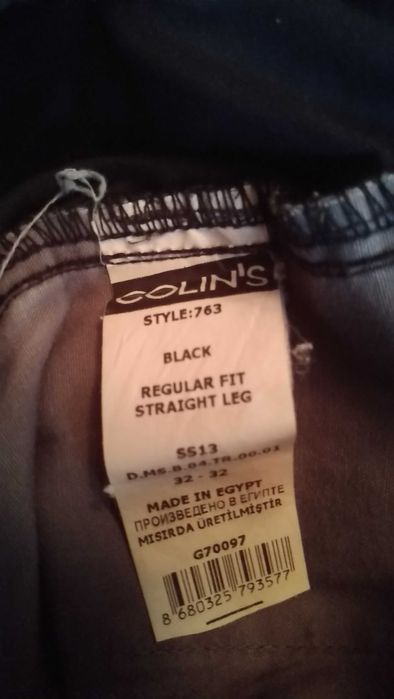 COLIN'S
STYLE:763
BLACK
REGULAR FIT
STRAIGHT LEG
SS13
D.MS.B.04.TR.00-01
32 - 32
MADE IN EGYPT
ПРОИЗВЕДЕНО В ЕГИПТЕ
MISIRDA ÜRETİLMİŞTİR
G70097
8 680325 793577